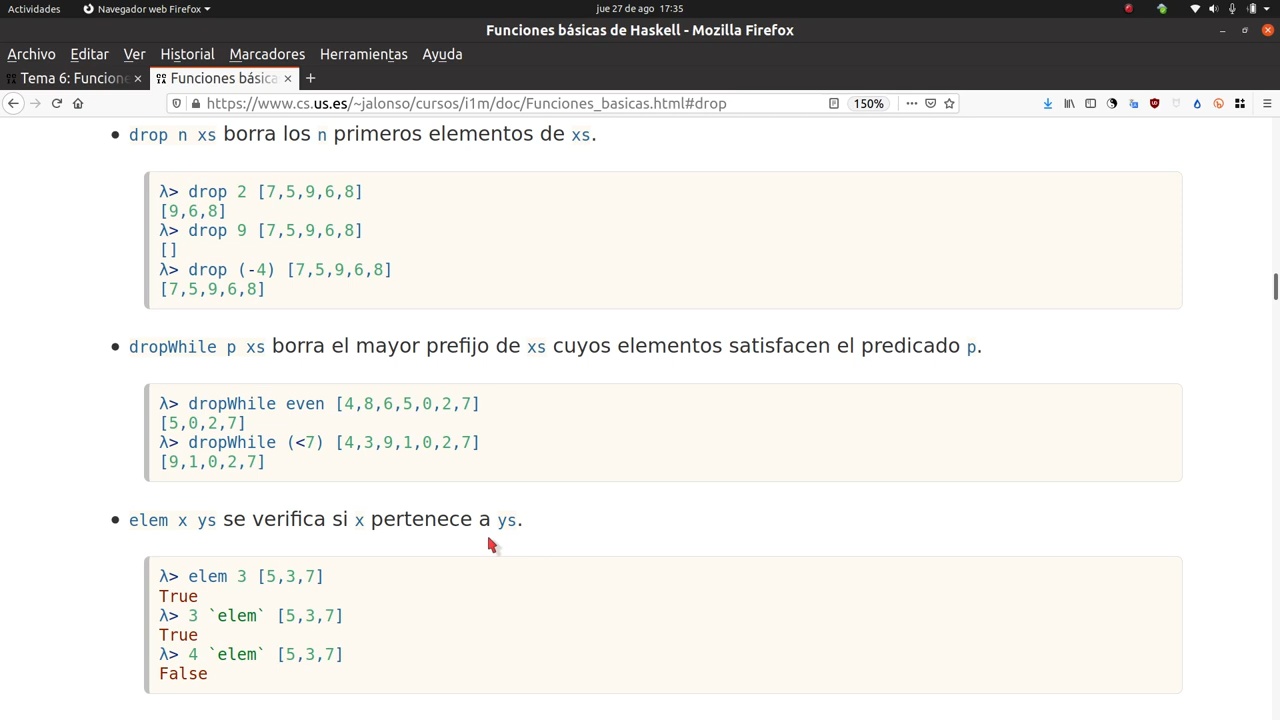 Actividades
Navegador web Firefox
jue 27 de ago 17:35
Funciones básicas de Haskell - Mozilla Firefox
Archivo Editar Ver Historial Marcadores Herramientas Ayuda
Tema 6: Funcione × Funciones básica × +
https://www.cs.us.es/~jalonso/cursos/i1m/doc/Funciones_basicas.html#drop 150%
• drop n xs borra los n primeros elementos de xs.
λ> drop 2 [7,5,9,6,8]
[9,6,8]
λ> drop 9 [7,5,9,6,8]
[]
λ> drop (-4) [7,5,9,6,8]
[7,5,9,6,8]
• dropWhile p xs borra el mayor prefijo de xs cuyos elementos satisfacen el predicado p.
λ> dropWhile even [4,8,6,5,0,2,7]
[5,0,2,7]
λ> dropWhile (<7) [4,3,9,1,0,2,7]
[9,1,0,2,7]
• elem x ys se verifica si x pertenece a ys.
λ> elem 3 [5,3,7]
True
λ> 3 `elem` [5,3,7]
True
λ> 4 `elem` [5,3,7]
False